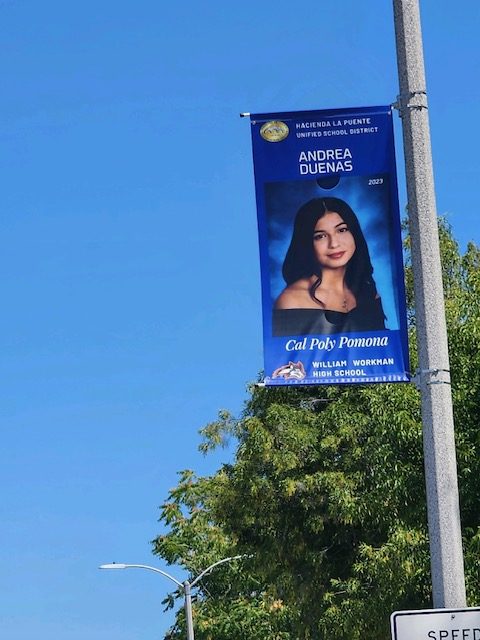 HACIENDA LA PUENTE
UNIFIED SCHOOL DISTRICT
ANDREA
DUENAS
2023
Cal Poly Pomona
WILLIAM WORKMAN
HIGH SCHOOL
SPEED